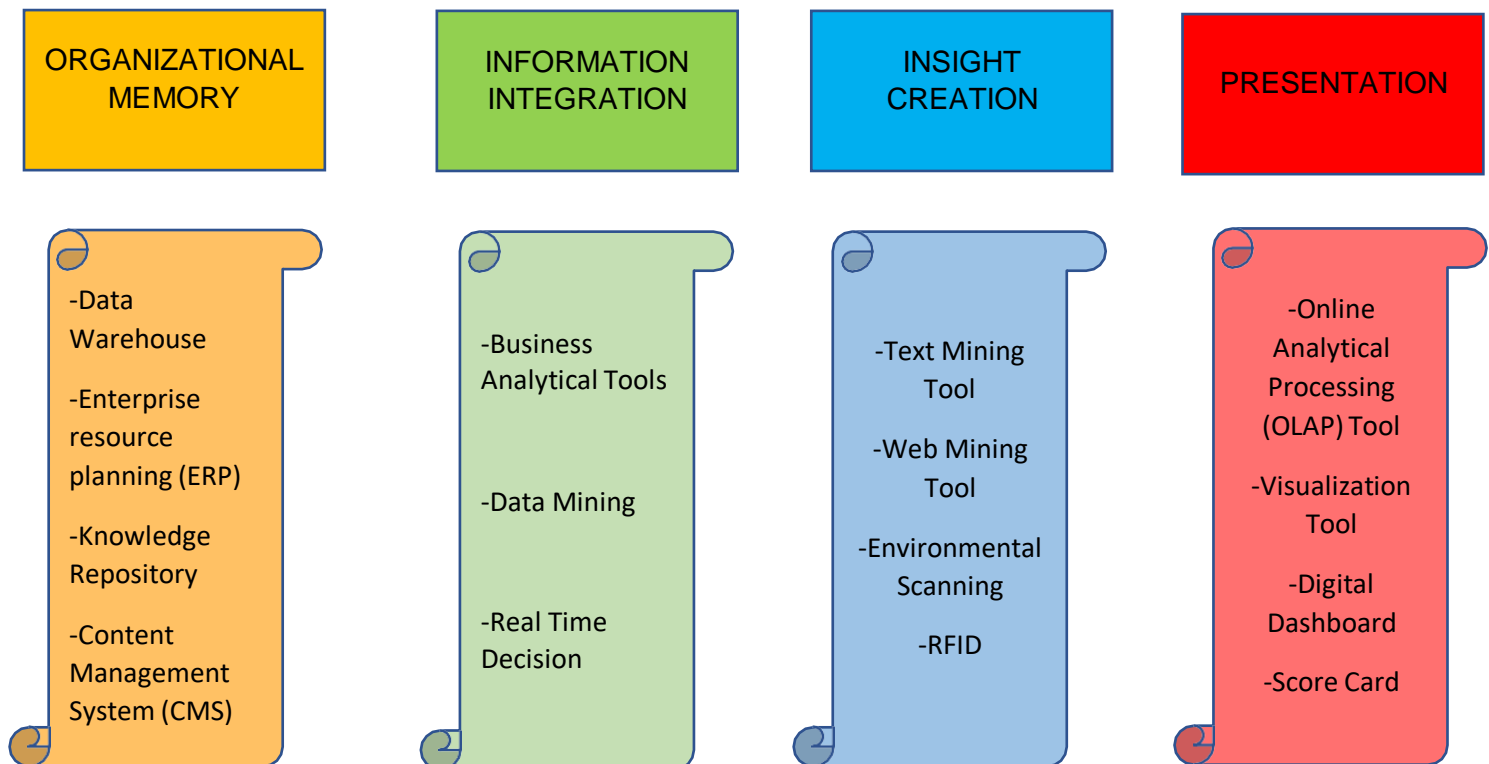 ORGANIZATIONAL
MEMORY
INFORMATION
INTEGRATION
INSIGHT
CREATION
PRESENTATION
-Data
Warehouse
-Enterprise
resource
planning (ERP)
-Knowledge
Repository
-Content
Management
System (CMS)
-Business
Analytical Tools
-Data Mining
-Real Time
Decision
-Text Mining
Tool
-Web Mining
Tool
-Environmental
Scanning
-RFID
-Online
Analytical
Processing
(OLAP) Tool
-Visualization
Tool
-Digital
Dashboard
-Score Card